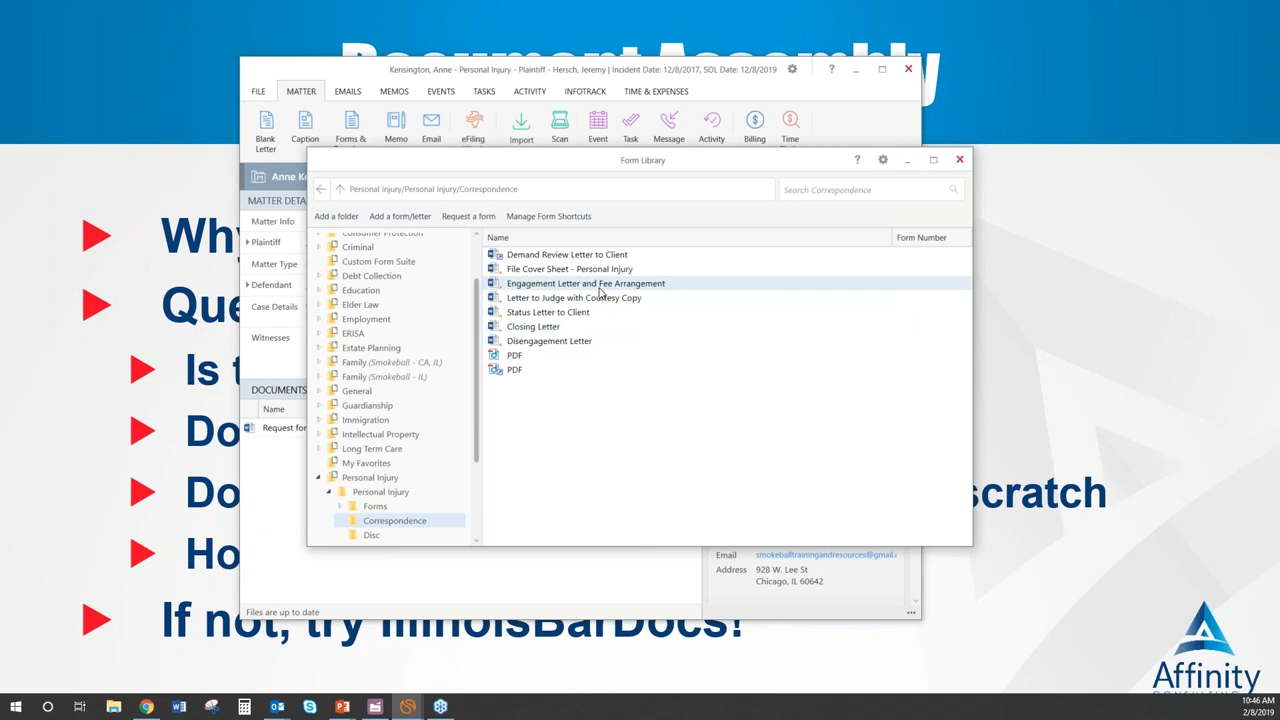 Document Assembly
Kensington, Anne - Personal Injury - Plaintiff - Hersch, Jeremy | Incident Date: 12/8/2017, SOL Date: 12/8/2019
?
FILE MATTER EMAILS MEMOS EVENTS TASKS ACTIVITY INFOTRACK TIME & EXPENSES
Blank Letter
Caption
Forms &
Memo
Email
eFiling
Import
Scan
Event
Task
Message
Activity
Billing
Time
Anne Ke
MATTER DETA
Matter Info
Plaintiff
Matter Type
Defendant
Case Details
Witnesses
DOCUMENTS
Name
Request for
Files are up to date
Form Library
?
Personal Injury/Personal Injury/Correspondence
Search Correspondence
Add a folder Add a form/letter Request a form Manage Form Shortcuts
Consumer Protection
Criminal
Custom Form Suite
Debt Collection
Education
Elder Law
Employment
ERISA
Estate Planning
Family (Smokeball - CA, IL)
Family (Smokeball - IL)
General
Guardianship
Immigration
Intellectual Property
Long Term Care
My Favorites
Personal Injury
Personal Injury
Forms
Correspondence
Disc
Name Form Number
Demand Review Letter to Client
File Cover Sheet - Personal Injury
Engagement Letter and Fee Arrangement
Letter to Judge with Courtesy Copy
Status Letter to Client
Closing Letter
Disengagement Letter
PDF
PDF
Email smokeballtrainingandresources@gmail.c
Address 928 W. Lee St
Chicago, IL 60642
Why
Que
Is t
Do
Do scratch
Ho
If not, try IllinoisBarDocs!
Affinity
CONSULTING
10:46 AM
2/8/2019